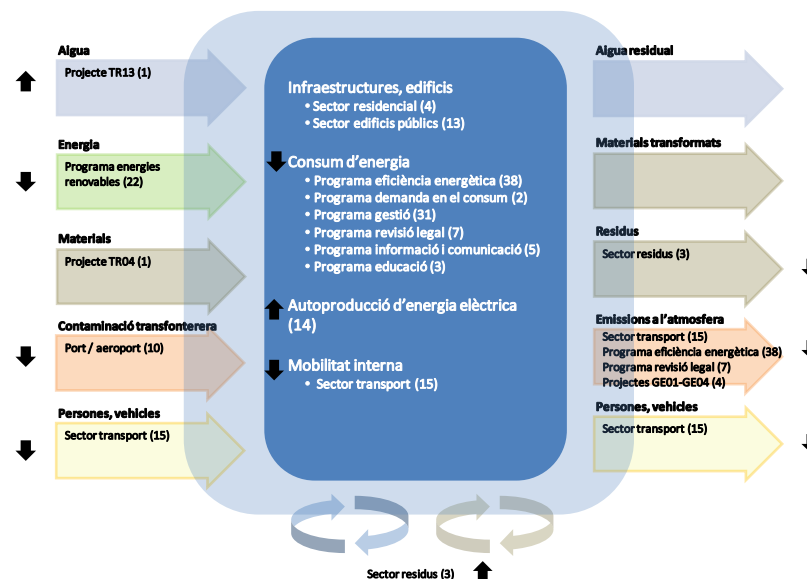 Aigua
Projecte TR13 (1)
Energia
Programa energies
renovables (22)
Materials
Projecte TR04 (1)
Contaminació transfonterera
Port / aeroport (10)
Persones, vehicles
Sector transport (15)
Infraestructures, edificis
• Sector residencial (4)
• Sector edificis públics (13)
Consum d'energia
• Programa eficiència energètica (38)
• Programa demanda en el consum (2)
• Programa gestió (31)
• Programa revisió legal (7)
• Programa informació i comunicació (5)
• Programa educació (3)
Autoproducció d'energia elèctrica
(14)
Mobilitat interna
• Sector transport (15)
Aigua residual
Materials transformats
Residus
Sector residus (3)
Emissions a l'atmosfera
Sector transport (15)
Programa eficiència energètica (38)
Programa revisió legal (7)
Projectes GE01-GE04 (4)
Persones, vehicles
Sector transport (15)
Sector residus (3)